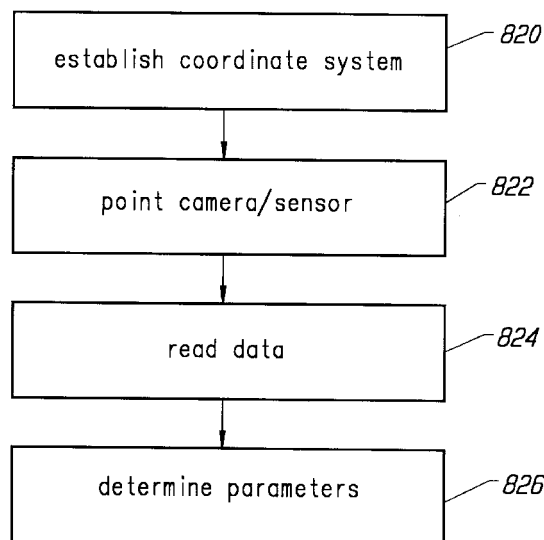 establish coordinate system
820
point camera/sensor
822
read data
824
determine parameters
826